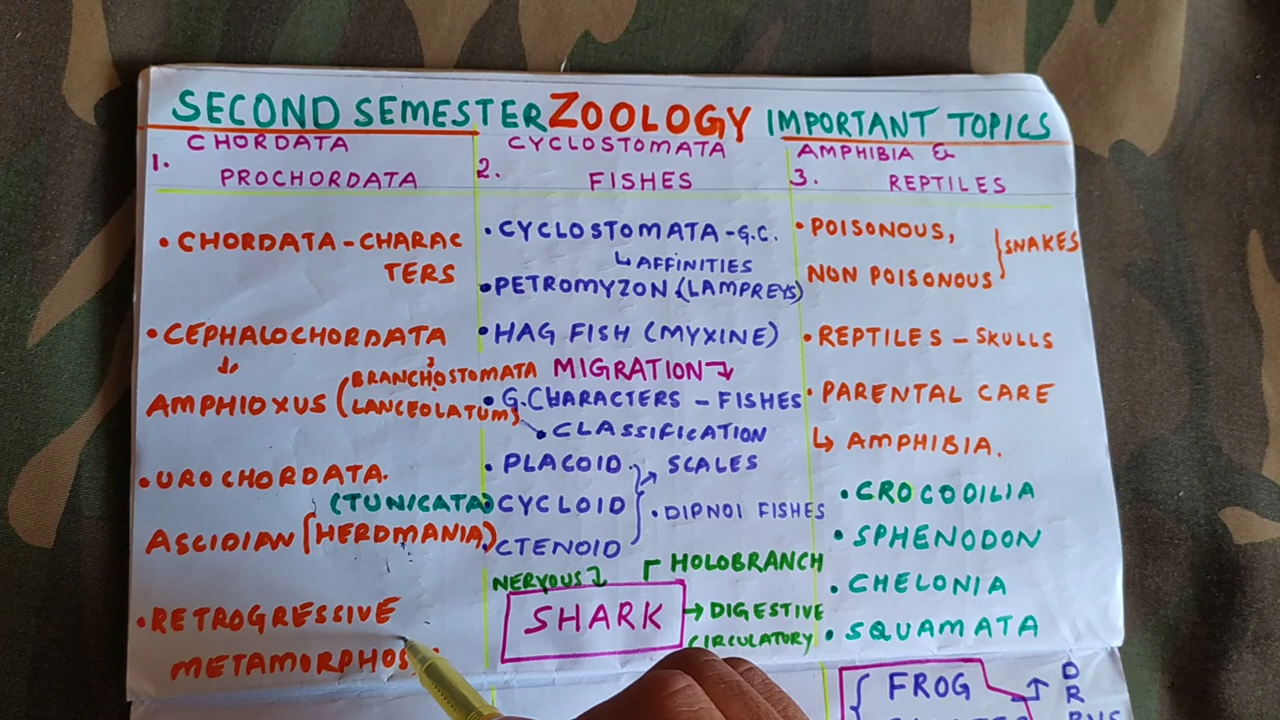 SECOND SEMESTER ZOOLOGY IMPORTANT TOPICS
1. CHORDATA
PROCHORDATA
• CHORDATA - CHARAC
TERS
• CEPHALOCHORDATA
AMPHIOXUS (BRANCHOSTOMATA
LANCEOLATUM)
• UROCHORDATA.
(TUNICATA)
ASCIDIAN (HERDMANIA)
• RETROGRESSIVE
METAMORPHOS
2. CYCLOSTOMATA
FISHES
• CYCLOSTOMATA - G.C.
↳ AFFINITIES
• PETROMYZON (LAMPREYS)
• HAG FISH (MYXINE)
MIGRATION
• G.CHARACTERS - FISHES
• CLASSIFICATION
• PLACOID → SCALES
• CYCLOID • DIPNOI FISHES
• CTENOID
NERVOUS HOLOBRANCH
SHARK → DIGESTIVE
CIRCULATORY
3. AMPHIBIA &
REPTILES
• POISONOUS,
NON POISONOUS } SNAKES
• REPTILES - SKULLS
• PARENTAL CARE
↳ AMPHIBIA.
• CROCODILIA
• SPHENODON
• CHELONIA
• SQUAMATA
FROG → D
R